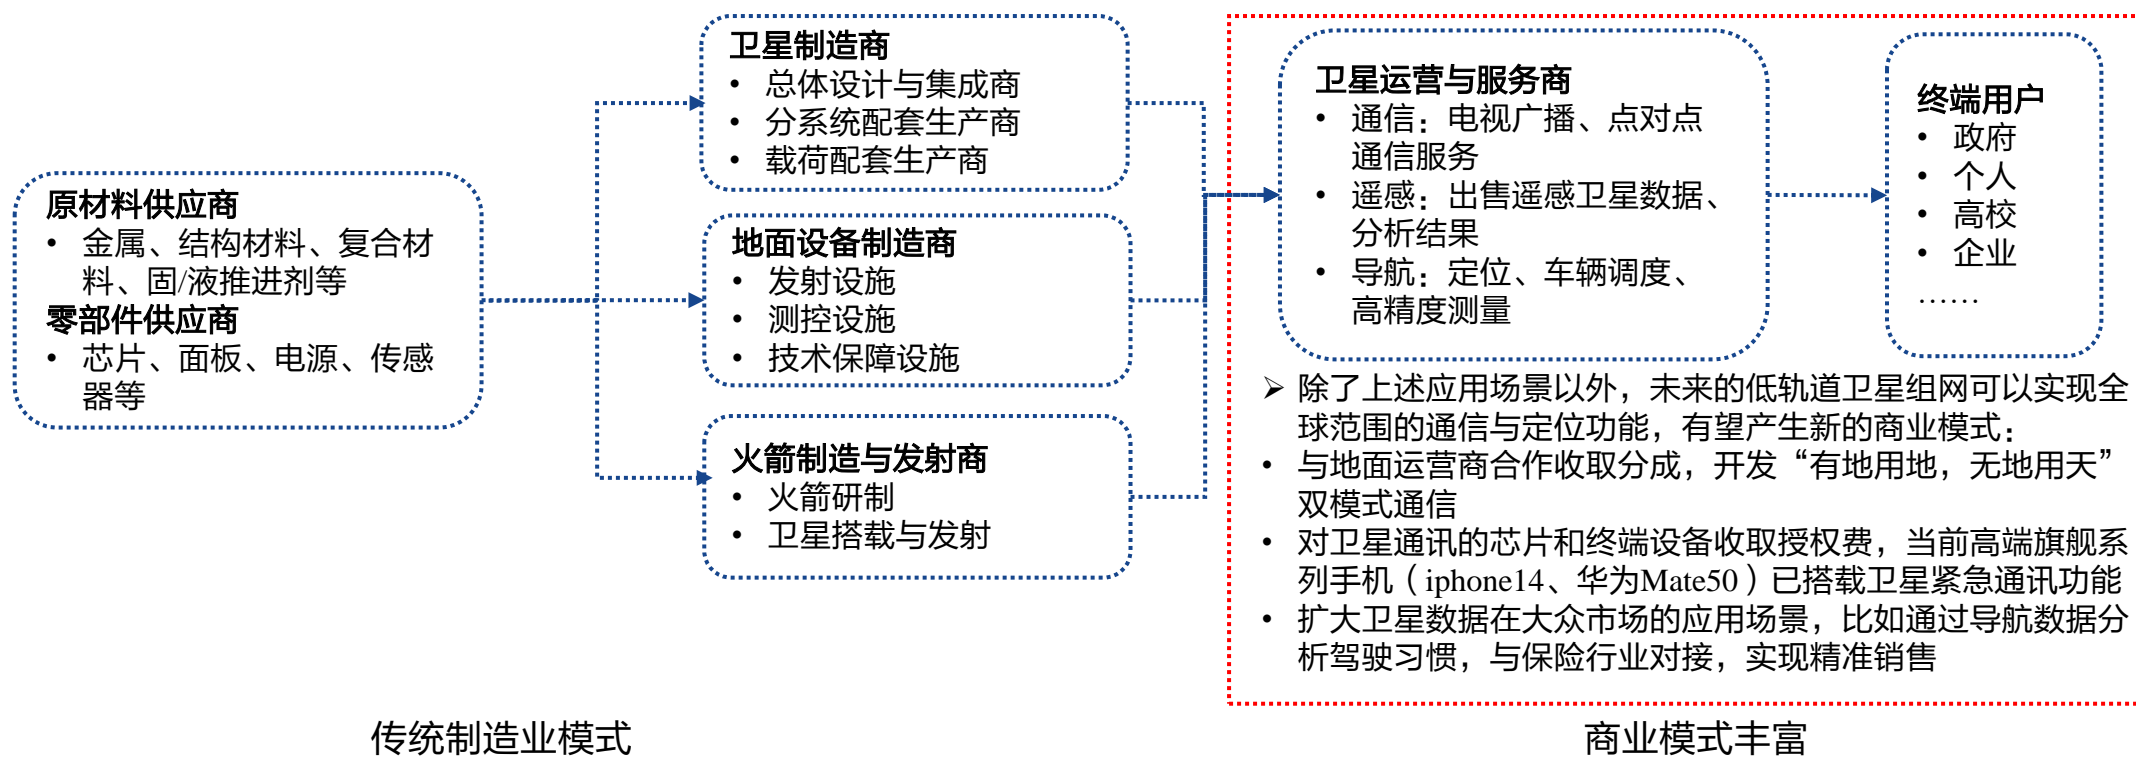 原材料供应商
• 金属、结构材料、复合材
料、固/液推进剂等
零部件供应商
• 芯片、面板、电源、传感
器等
卫星制造商
• 总体设计与集成商
• 分系统配套生产商
• 载荷配套生产商
地面设备制造商
• 发射设施
• 测控设施
• 技术保障设施
火箭制造与发射商
• 火箭研制
• 卫星搭载与发射
卫星运营与服务商
• 通信：电视广播、点对点
通信服务
• 遥感：出售遥感卫星数据、
分析结果
• 导航：定位、车辆调度、
高精度测量
终端用户
• 政府
• 个人
• 高校
• 企业
……
➢ 除了上述应用场景以外，未来的低轨道卫星组网可以实现全
球范围的通信与定位功能，有望产生新的商业模式：
• 与地面运营商合作收取分成，开发“有地用地，无地用天”
双模式通信
• 对卫星通讯的芯片和终端设备收取授权费，当前高端旗舰系
列手机（iphone14、华为Mate50）已搭载卫星紧急通讯功能
• 扩大卫星数据在大众市场的应用场景，比如通过导航数据分
析驾驶习惯，与保险行业对接，实现精准销售
传统制造业模式
商业模式丰富